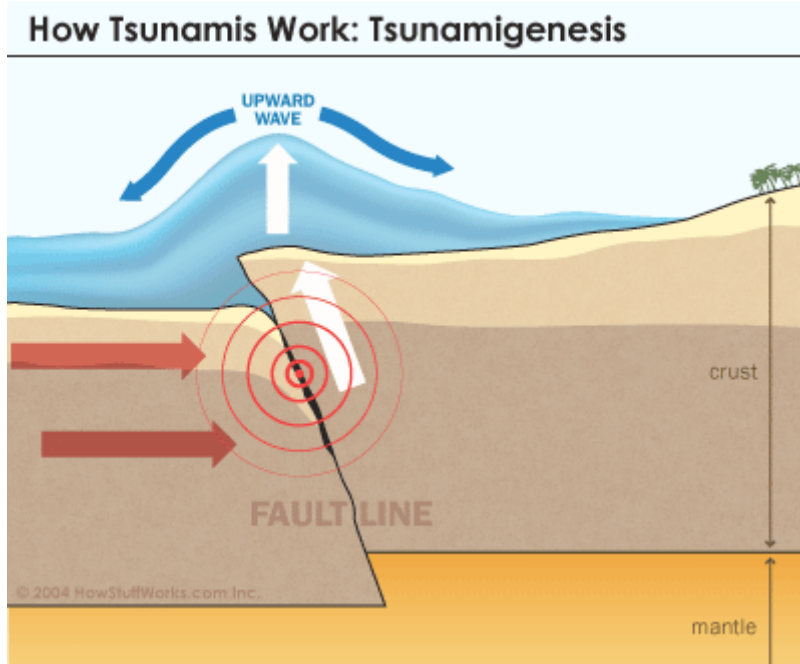 How Tsunamis Work: Tsunamigenesis
UPWARD
WAVE
crust
FAULT LINE
© 2004 HowStuffWorks.com Inc.
mantle